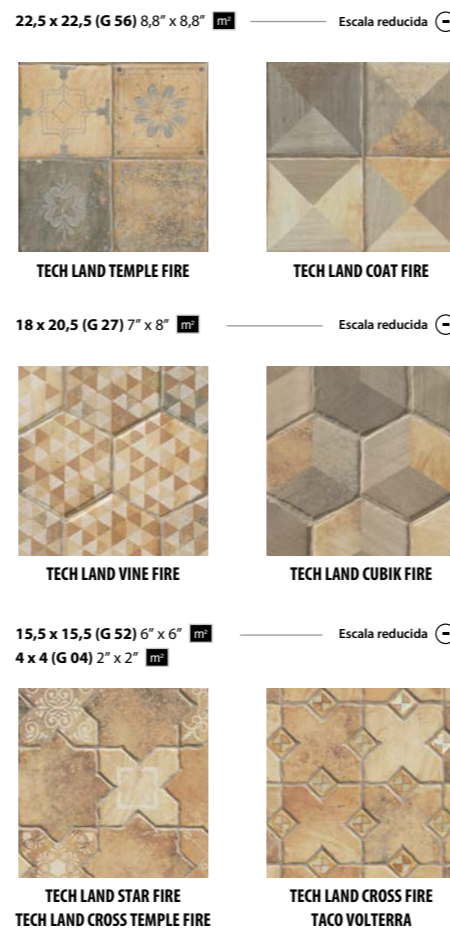 22,5 x 22,5 (G 56) 8,8” x 8,8” m² Escala reducida
TECH LAND TEMPLE FIRE
TECH LAND COAT FIRE
18 x 20,5 (G 27) 7” x 8” m² Escala reducida
TECH LAND VINE FIRE
TECH LAND CUBIK FIRE
15,5 x 15,5 (G 52) 6” x 6” m² Escala reducida
4 x 4 (G 04) 2” x 2” m²
TECH LAND STAR FIRE
TECH LAND CROSS TEMPLE FIRE
TECH LAND CROSS FIRE
TACO VOLTERRA